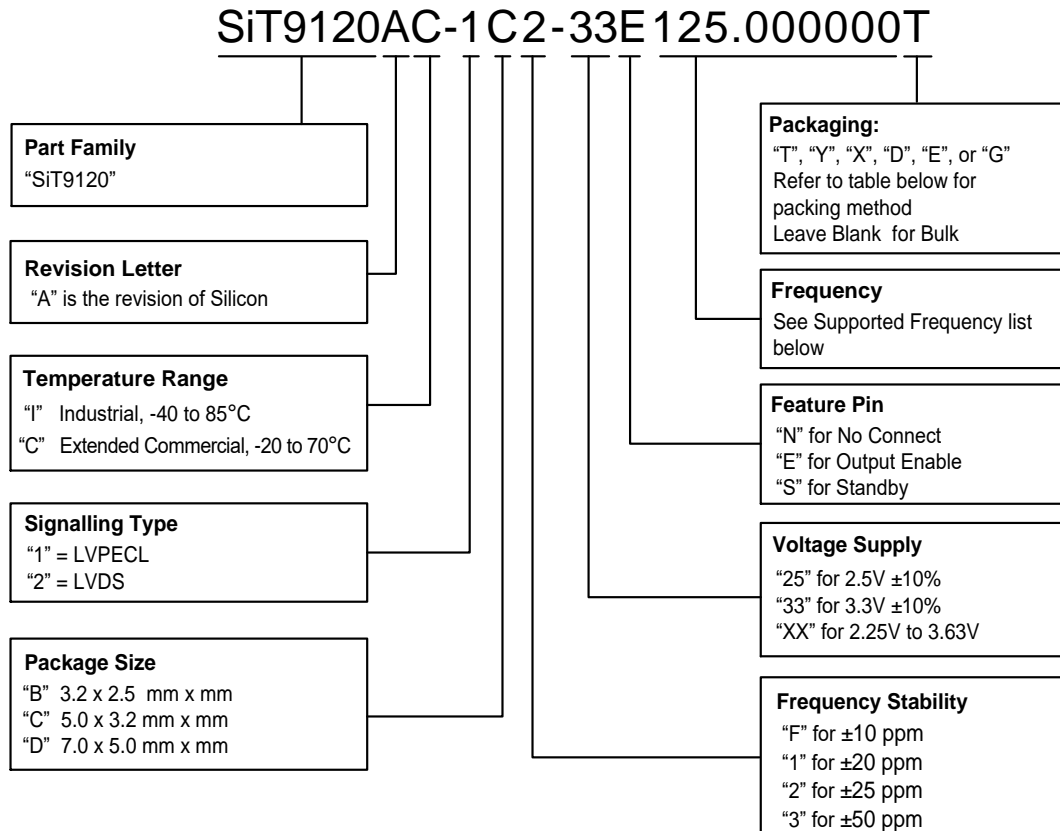 SiT9120AC-1C2-33E125.000000T
Part Family
“SiT9120”
Revision Letter
“A” is the revision of Silicon
Temperature Range
“I” Industrial, -40 to 85°C
“C” Extended Commercial, -20 to 70°C
Signalling Type
“1” = LVPECL
“2” = LVDS
Package Size
“B” 3.2 x 2.5 mm x mm
“C” 5.0 x 3.2 mm x mm
“D” 7.0 x 5.0 mm x mm
Packaging:
“T”, “Y”, “X”, “D”, “E”, or “G”
Refer to table below for
packing method
Leave Blank for Bulk
Frequency
See Supported Frequency list
below
Feature Pin
“N” for No Connect
“E” for Output Enable
“S” for Standby
Voltage Supply
“25” for 2.5V ±10%
“33” for 3.3V ±10%
“XX” for 2.25V to 3.63V
Frequency Stability
“F” for ±10 ppm
“1” for ±20 ppm
“2” for ±25 ppm
“3” for ±50 ppm